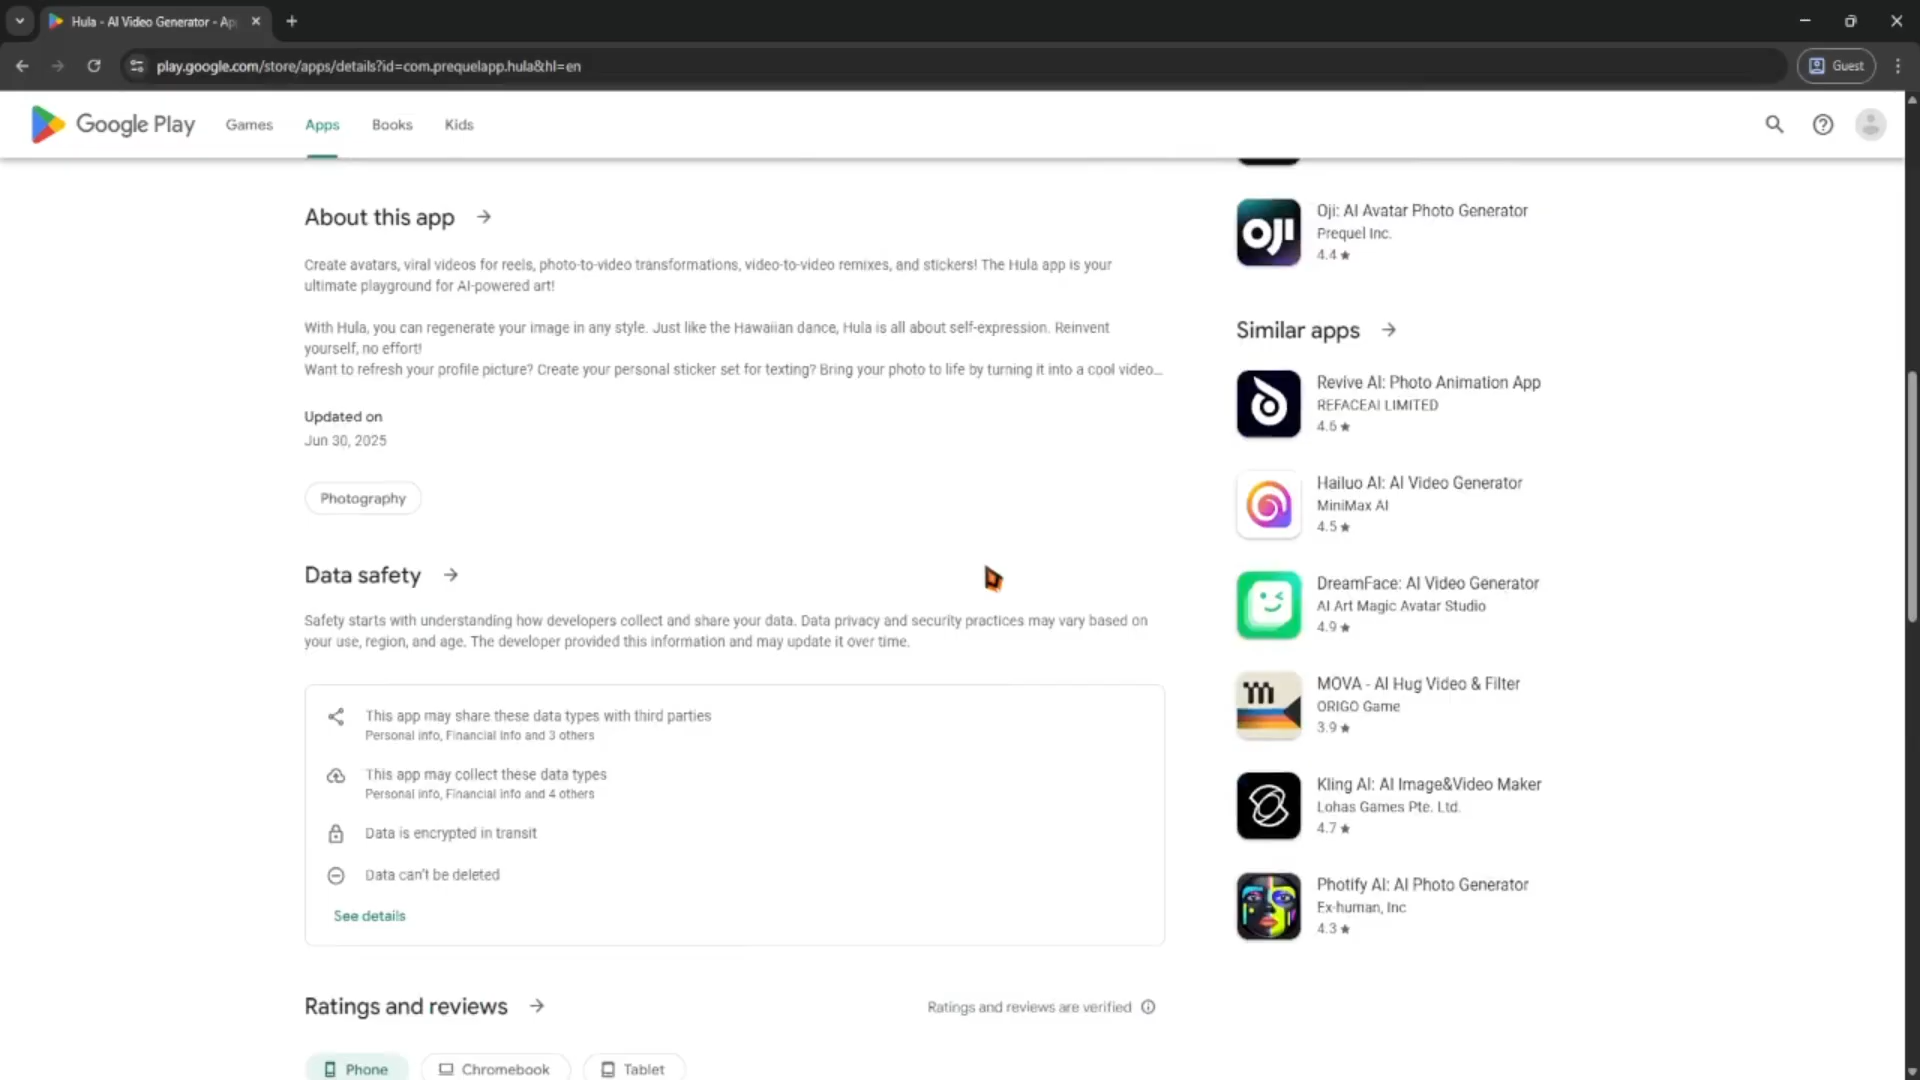 Hula - AI Video Generator - Ap
play.google.com/store/apps/details?id=com.prequelapp.hula&hl=en
Guest
Google Play
Games
Apps
Books
Kids
About this app
Create avatars, viral videos for reels, photo-to-video transformations, video-to-video remixes, and stickers! The Hula app is your
ultimate playground for AI-powered art!
With Hula, you can regenerate your image in any style. Just like the Hawaiian dance, Hula is all about self-expression. Reinvent
yourself, no effort!
Want to refresh your profile picture? Create your personal sticker set for texting? Bring your photo to life by turning it into a cool video…
Updated on
Jun 30, 2025
Photography
Data safety
Safety starts with understanding how developers collect and share your data. Data privacy and security practices may vary based on
your use, region, and age. The developer provided this information and may update it over time.
This app may share these data types with third parties
Personal info, Financial info and 3 others
This app may collect these data types
Personal info, Financial info and 4 others
Data is encrypted in transit
Data can't be deleted
See details
Ratings and reviews
Ratings and reviews are verified
Phone
Chromebook
Tablet
OJI
Oji: AI Avatar Photo Generator
Prequel Inc.
4.4★
Similar apps
Revive AI: Photo Animation App
REFACEAI LIMITED
4.6★
Hailuo AI: AI Video Generator
MiniMax AI
4.5★
DreamFace: AI Video Generator
AI Art Magic Avatar Studio
4.9★
m
MOVA - AI Hug Video & Filter
ORIGO Game
3.9★
Kling AI: AI Image&Video Maker
Lohas Games Pte. Ltd.
4.7★
Photify AI: AI Photo Generator
Ex-human, Inc
4.3★